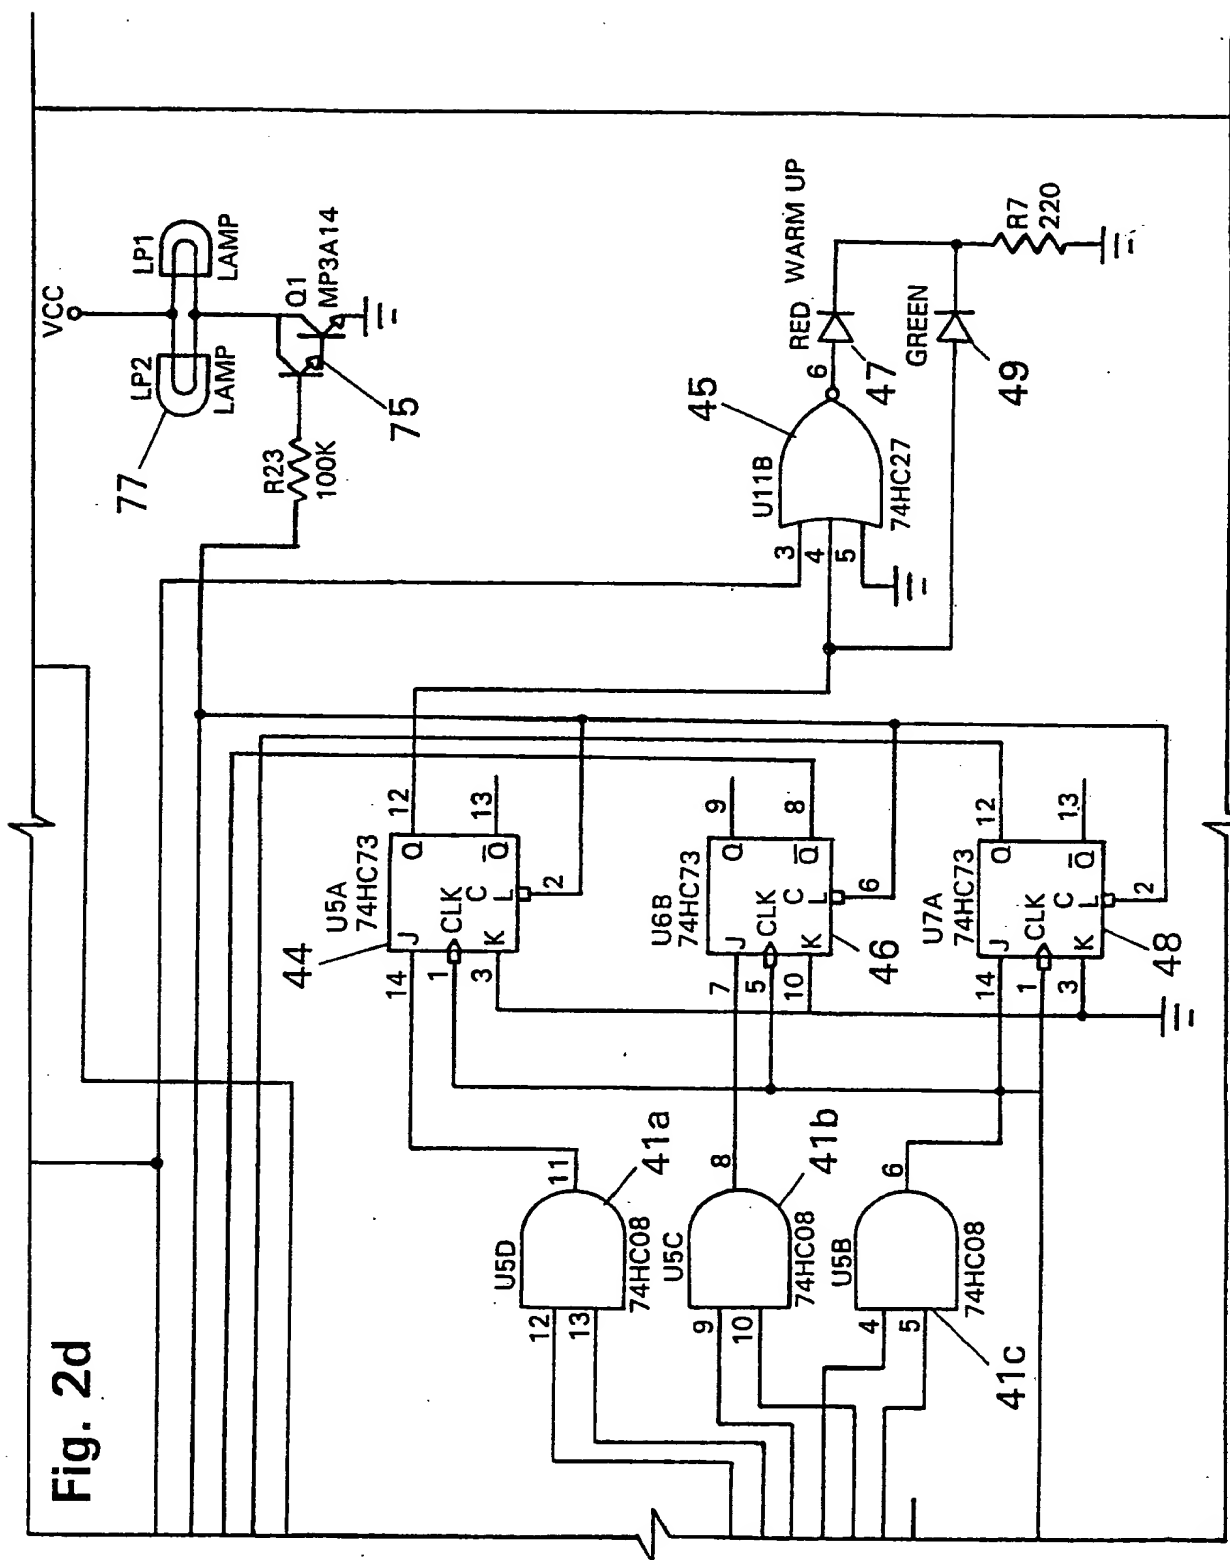 Fig. 2d
VCC
LP2
LAMP
LP1
LAMP
77
R23
100K
Q1
MP3A14
75
44
U5A
74HC73
14
J
Q
12
1
CLK
3
K
C
L
Q
13
2
U5D
12
13
11
74HC08
41a
U5C
9
10
8
74HC08
41b
U5B
4
5
6
74HC08
41c
U6B
74HC73
7
J
Q
9
5
CLK
10
K
C
L
Q
8
6
46
U7A
74HC73
14
J
Q
12
1
CLK
3
K
C
L
Q
13
2
48
45
U11B
3
4
5
6
74HC27
RED
WARM UP
47
GREEN
49
R7
220